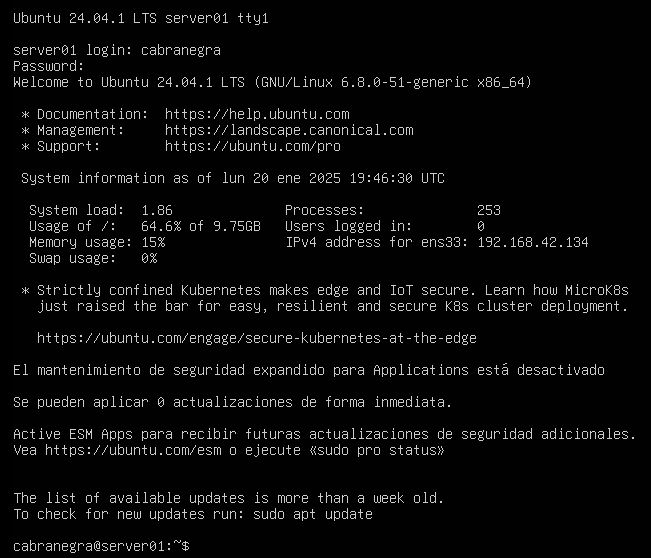 Ubuntu 24.04.1 LTS server01 tty1
server01 login: cabranegra
Password:
Welcome to Ubuntu 24.04.1 LTS (GNU/Linux 6.8.0-51-generic x86_64)
* Documentation: https://help.ubuntu.com
* Management: https://landscape.canonical.com
* Support: https://ubuntu.com/pro
System information as of lun 20 ene 2025 19:46:30 UTC
System load: 1.86 Processes: 253
Usage of /: 64.6% of 9.75GB Users logged in: 0
Memory usage: 15% IPv4 address for ens33: 192.168.42.134
Swap usage: 0%
* Strictly confined Kubernetes makes edge and IoT secure. Learn how MicroK8s
just raised the bar for easy, resilient and secure K8s cluster deployment.
https://ubuntu.com/engage/secure-kubernetes-at-the-edge
El mantenimiento de seguridad expandido para Applications está desactivado
Se pueden aplicar 0 actualizaciones de forma inmediata.
Active ESM Apps para recibir futuras actualizaciones de seguridad adicionales.
Vea https://ubuntu.com/esm o ejecute «sudo pro status»
The list of available updates is more than a week old.
To check for new updates run: sudo apt update
cabranegra@server01:~$